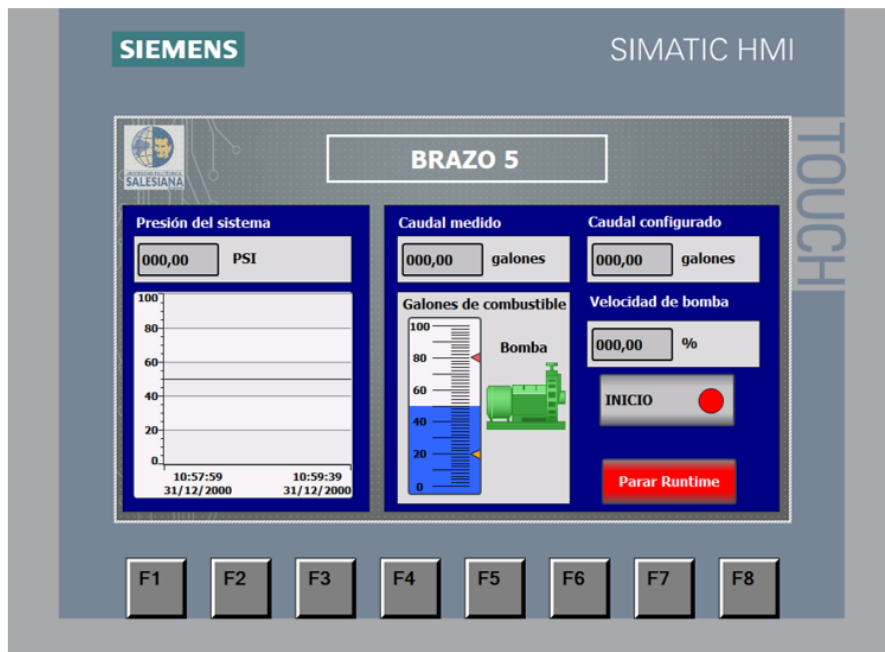 SIEMENS
SIMATIC HMI
TOUCH
UNIVERSIDAD POLITÉCNICA
SALESIANA
BRAZO 5
Presión del sistema
000,00 PSI
100
80
60
40
20
0
10:57:59 10:59:39
31/12/2000 31/12/2000
Caudal medido
000,00 galones
Galones de combustible
100
80
60
40
20
0
Bomba
Caudal configurado
000,00 galones
Velocidad de bomba
000,00 %
INICIO
Parar Runtime
F1 F2 F3 F4 F5 F6 F7 F8